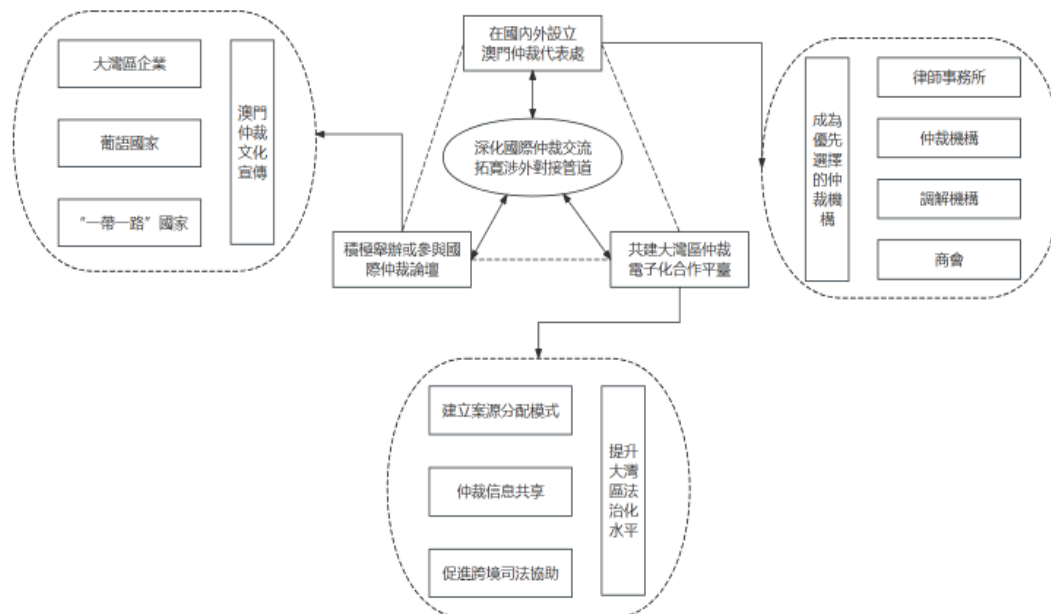 在國內外設立
澳門仲裁代表處
大灣區企業
葡語國家
“一帶一路”國家
澳門
仲裁
文化
宣傳
深化國際仲裁交流
拓寬涉外對接管道
積極舉辦或參與國
際仲裁論壇
共建大灣區仲裁
電子化合作平臺
成為
優先
選擇
的仲
裁機
構
律師事務所
仲裁機構
調解機構
商會
建立案源分配模式
仲裁信息共享
促進跨境司法協助
提升
大灣
區法
治化
水平